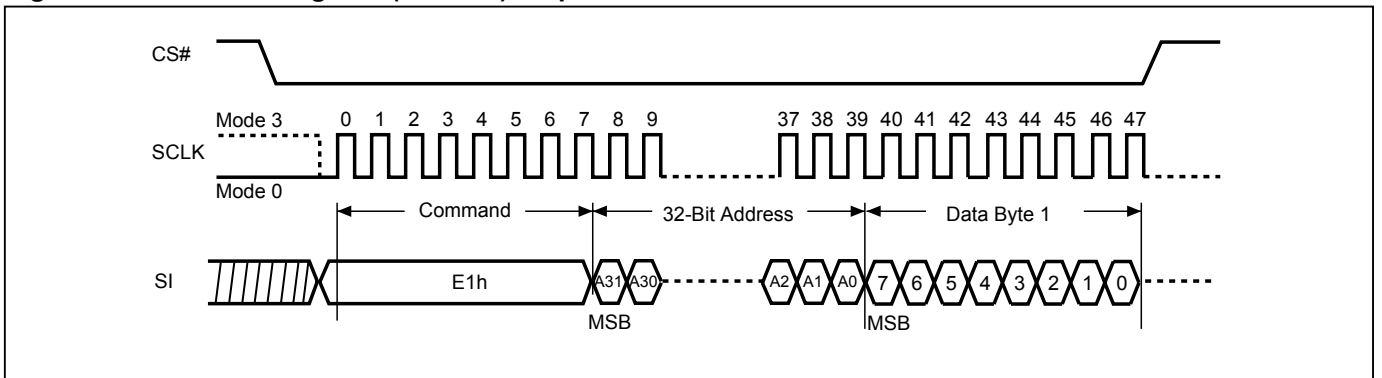 CS#
Mode 3 0 1 2 3 4 5 6 7 8 9 37 38 39 40 41 42 43 44 45 46 47
SCLK
Mode 0
Command 32-Bit Address Data Byte 1
SI E1h A31 A30 A2 A1 A0 7 6 5 4 3 2 1 0
MSB MSB